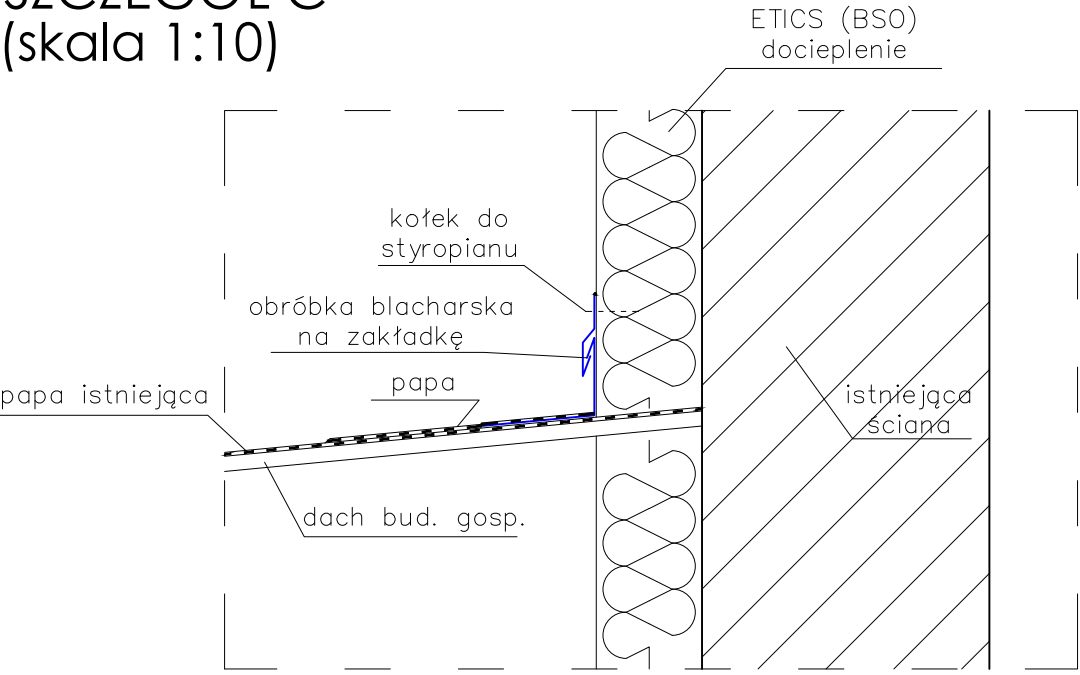 SZCZEGÓŁ C
(skala 1:10)
ETICS (BSO)
docieplenie
kołek do
styropianu
obróbka blacharska
na zakładkę
papa
papa istniejąca
istniejąca
ściana
dach bud. gosp.